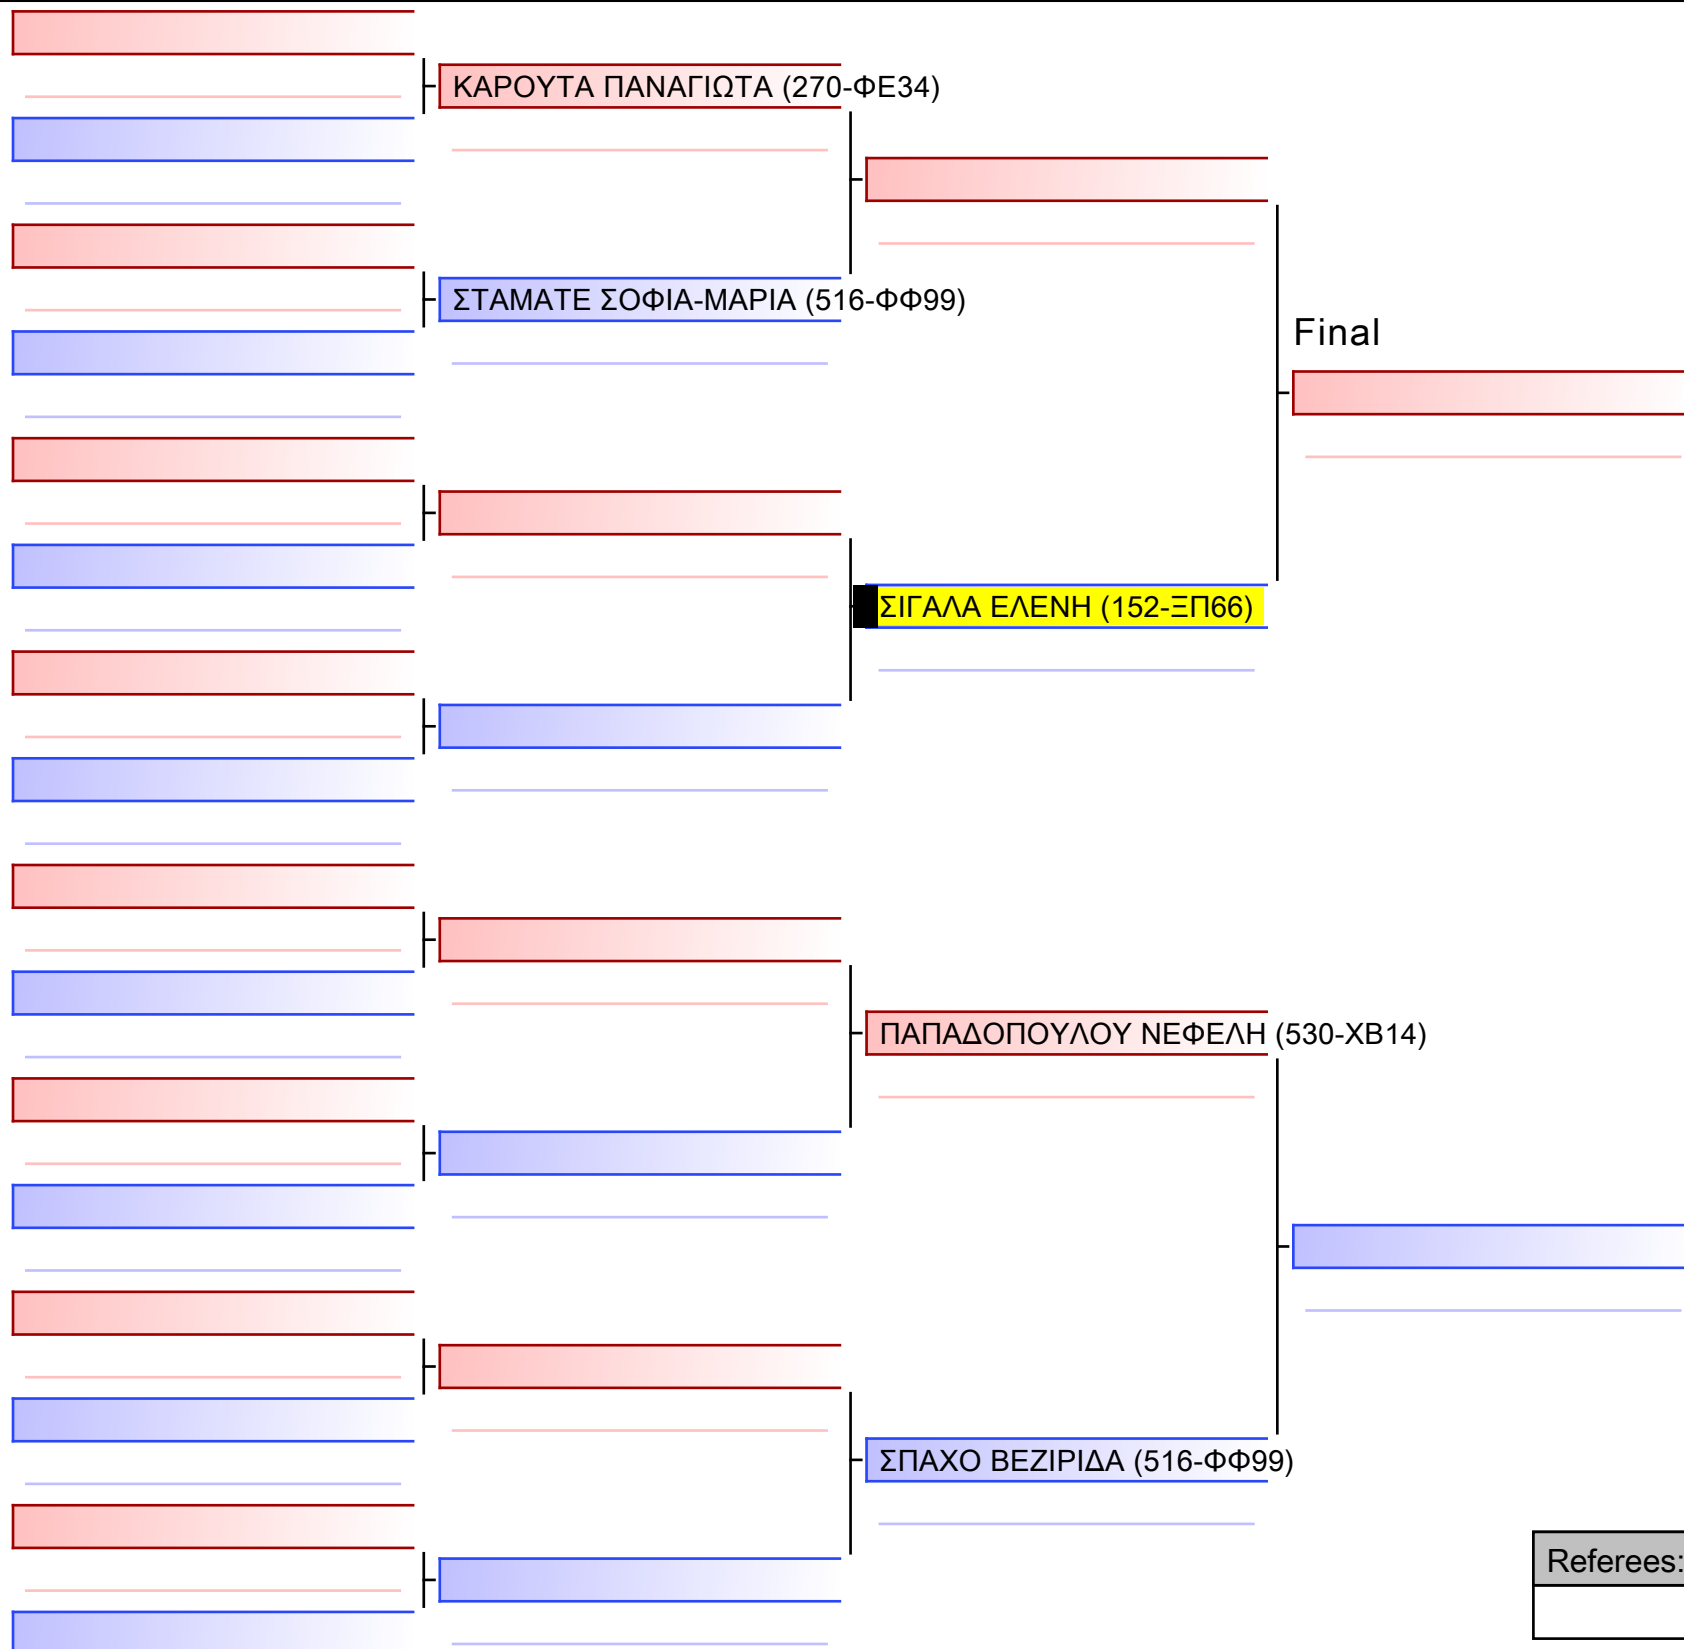 ΚΑΡΟΥΤΑ ΠΑΝΑΓΙΩΤΑ (270-ΦΕ34)
ΣΤΑΜΑΤΕ ΣΟΦΙΑ-ΜΑΡΙΑ (516-ΦΦ99)
Final
ΣΙΓΑΛΑ ΕΛΕΝΗ (152-ΞΠ66)
ΠΑΠΑΔΟΠΟΥΛΟΥ ΝΕΦΕΛΗ (530-ΧΒ14)
ΣΠΑΧΟ ΒΕΖΙΡΙΔΑ (516-ΦΦ99)
Referees: